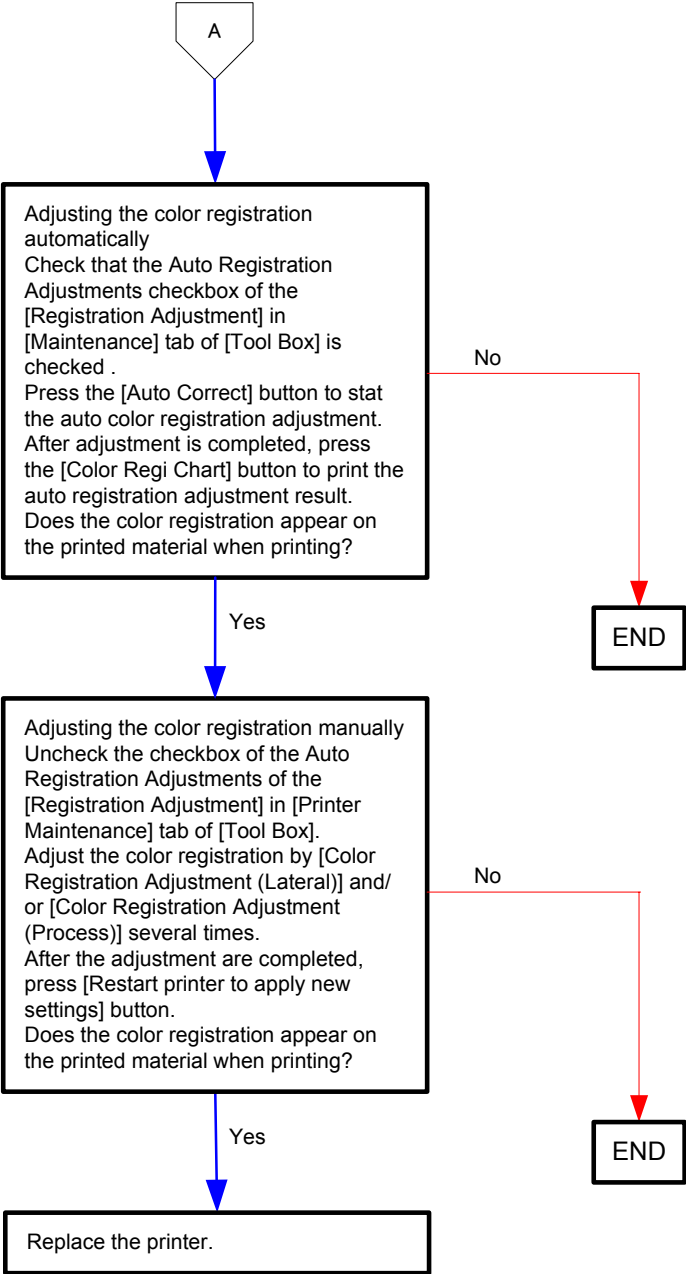 A
Adjusting the color registration
automatically
Check that the Auto Registration
Adjustments checkbox of the
[Registration Adjustment] in
[Maintenance] tab of [Tool Box] is
checked .
Press the [Auto Correct] button to stat
the auto color registration adjustment.
After adjustment is completed, press
the [Color Regi Chart] button to print the
auto registration adjustment result.
Does the color registration appear on
the printed material when printing?
No
END
Yes
Adjusting the color registration manually
Uncheck the checkbox of the Auto
Registration Adjustments of the
[Registration Adjustment] in [Printer
Maintenance] tab of [Tool Box].
Adjust the color registration by [Color
Registration Adjustment (Lateral)] and/
or [Color Registration Adjustment
(Process)] several times.
After the adjustment are completed,
press [Restart printer to apply new
settings] button.
Does the color registration appear on
the printed material when printing?
No
END
Yes
Replace the printer.